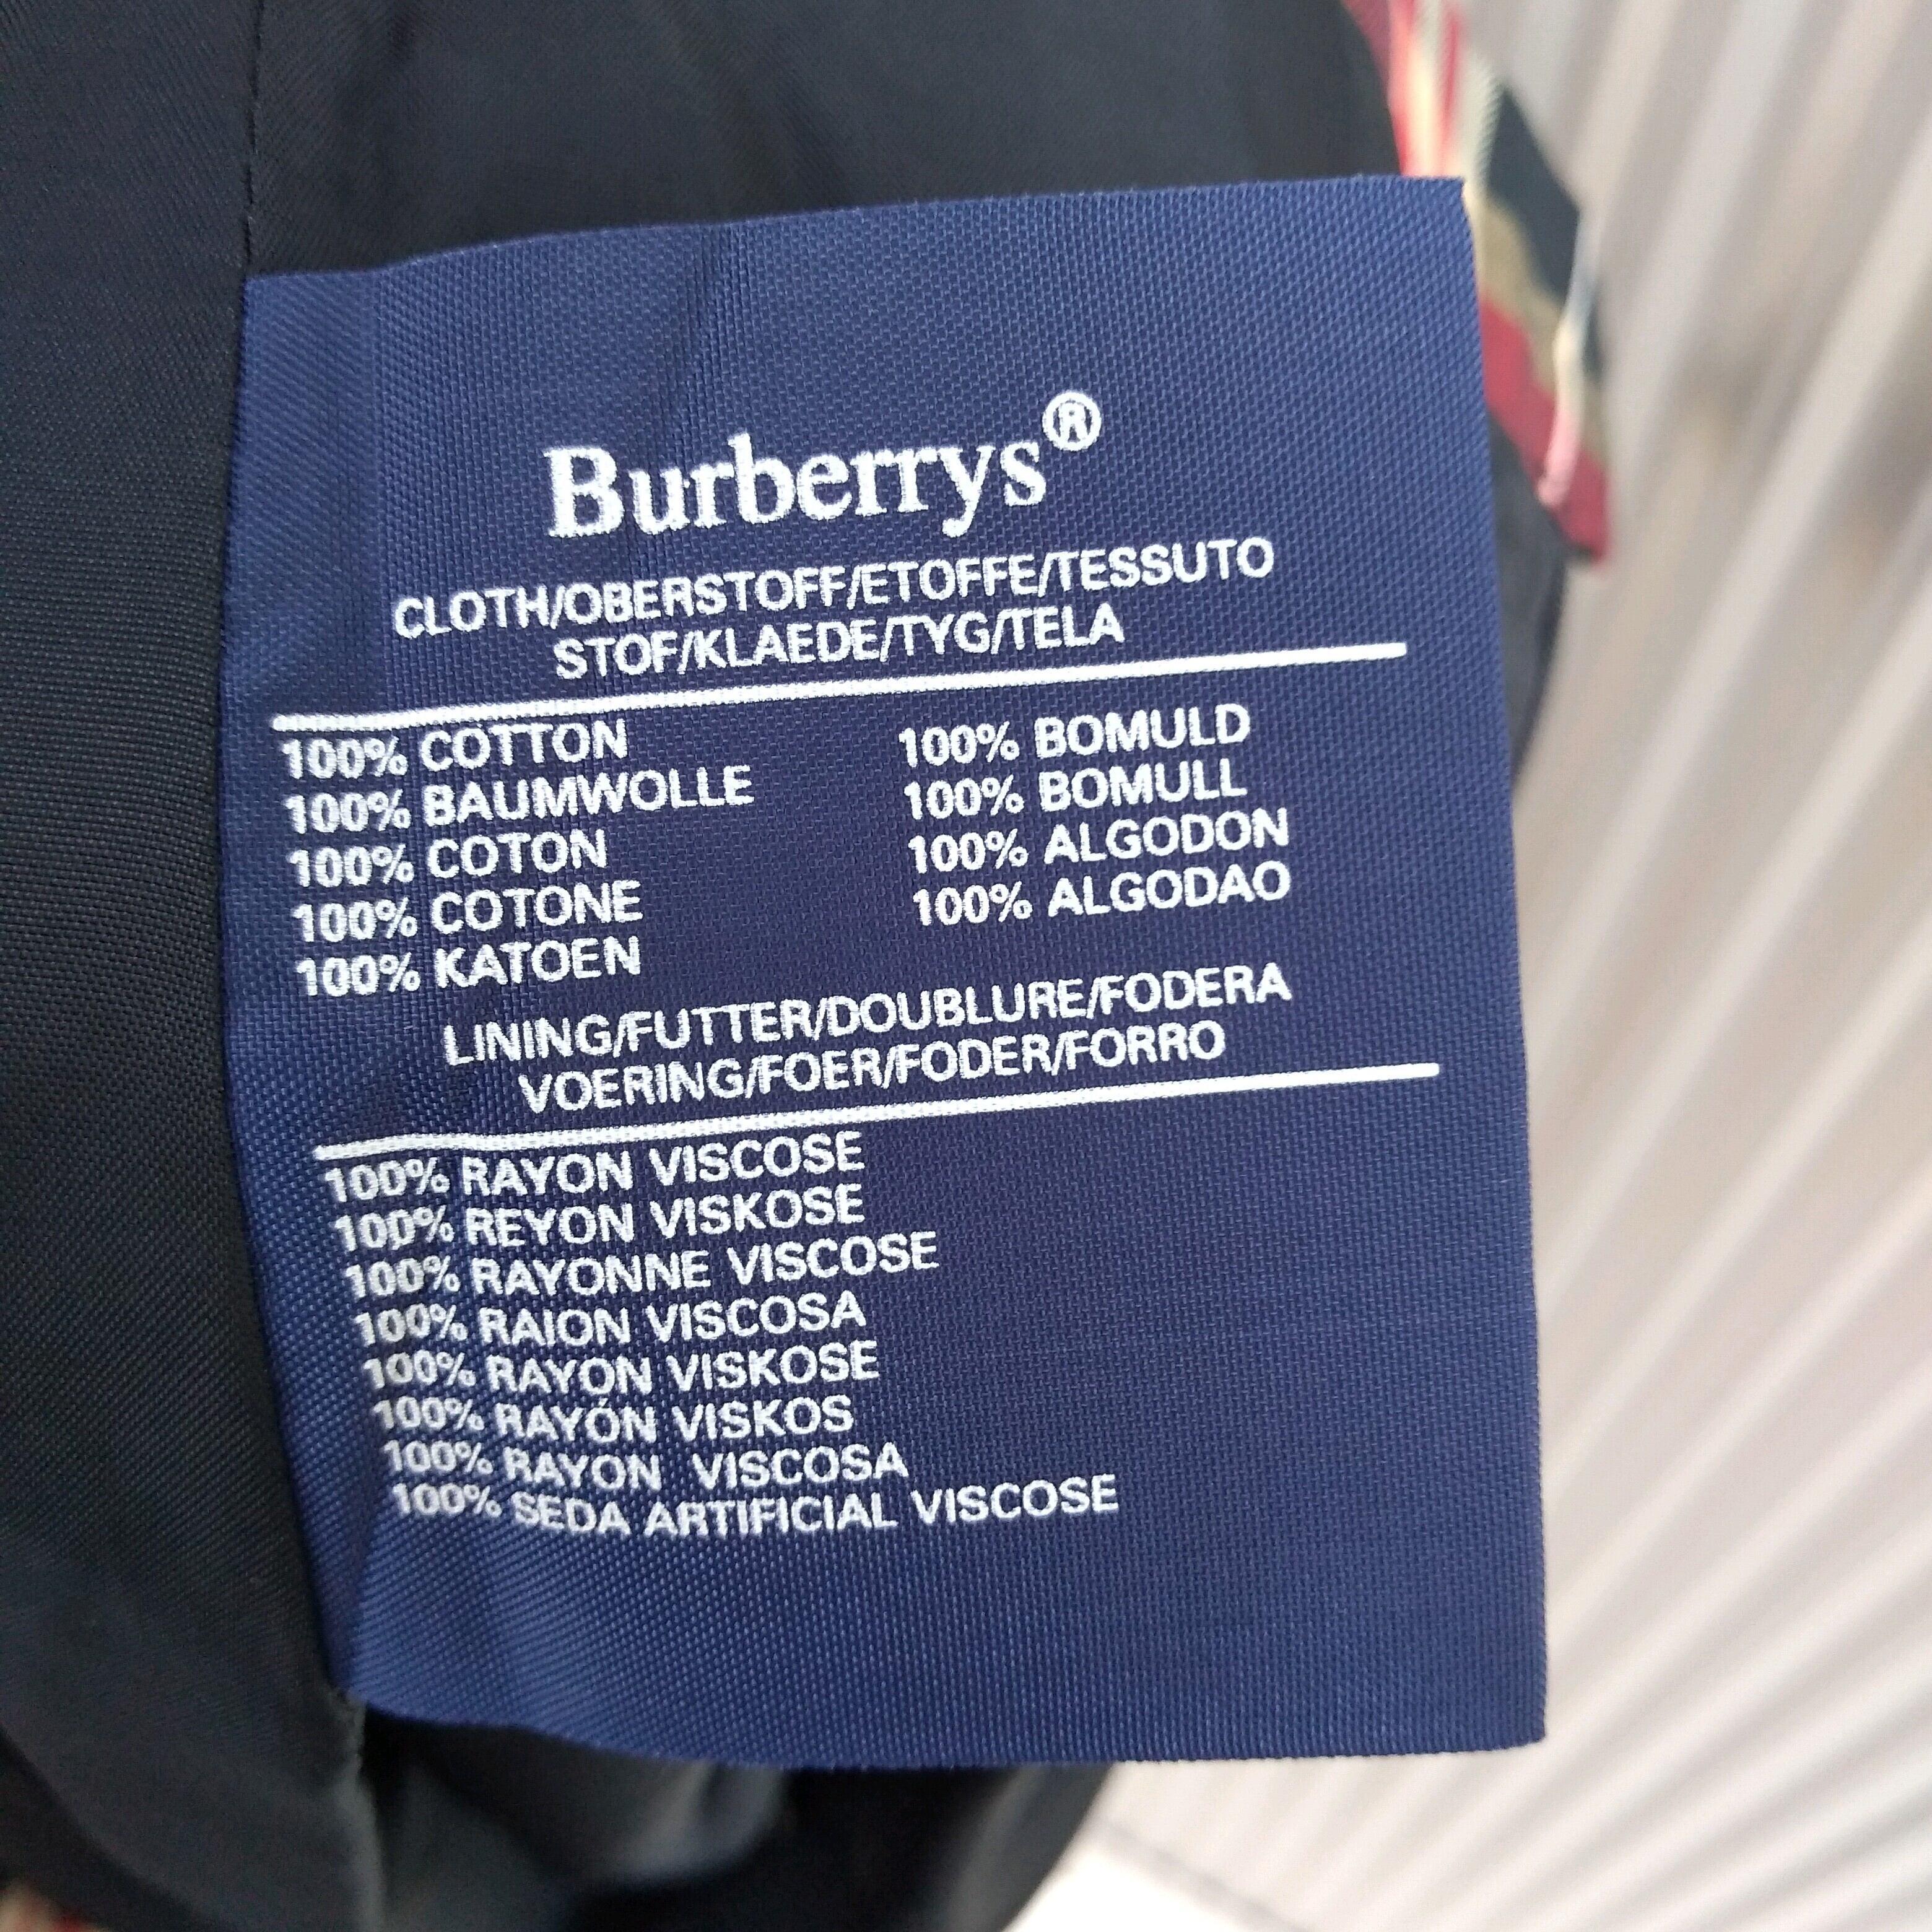 Burberrys®
CLOTH/OBERSTOFF/ETOFFE/TESSUTO
STOF/KLAEDE/TYG/TELA
100% COTTON
100% BAUMWOLLE
100% COTON
100% COTONE
100% KATOEN
100% BOMULD
100% BOMULL
100% ALGODON
100% ALGODAO
LINING/FUTTER/DOUBLURE/FODERA
VOERING/FOER/FODER/FORRO
100% RAYON VISCOSE
100% REYON VISKOSE
100% RAYONNE VISCOSE
100% RAION VISCOSA
100% RAYON VISKOSE
100% RAYÓN VISKOS
100% RAYON VISCOSA
100% SEDA ARTIFICIAL VISCOSE